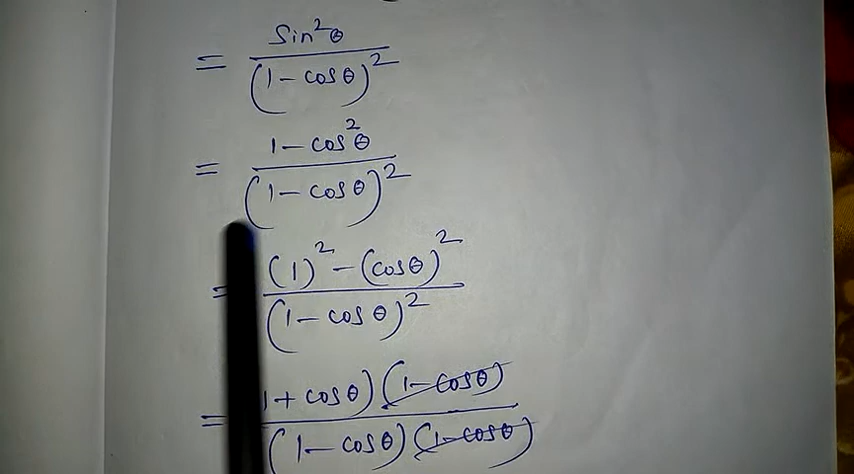 = Sin²θ / (1 - cosθ)²
= 1 - cos²θ / (1 - cosθ)²
= (1)² - (cosθ)² / (1 - cosθ)²
= 1 + cosθ) (1 - cosθ) / (1 - cosθ) (1 - cosθ)